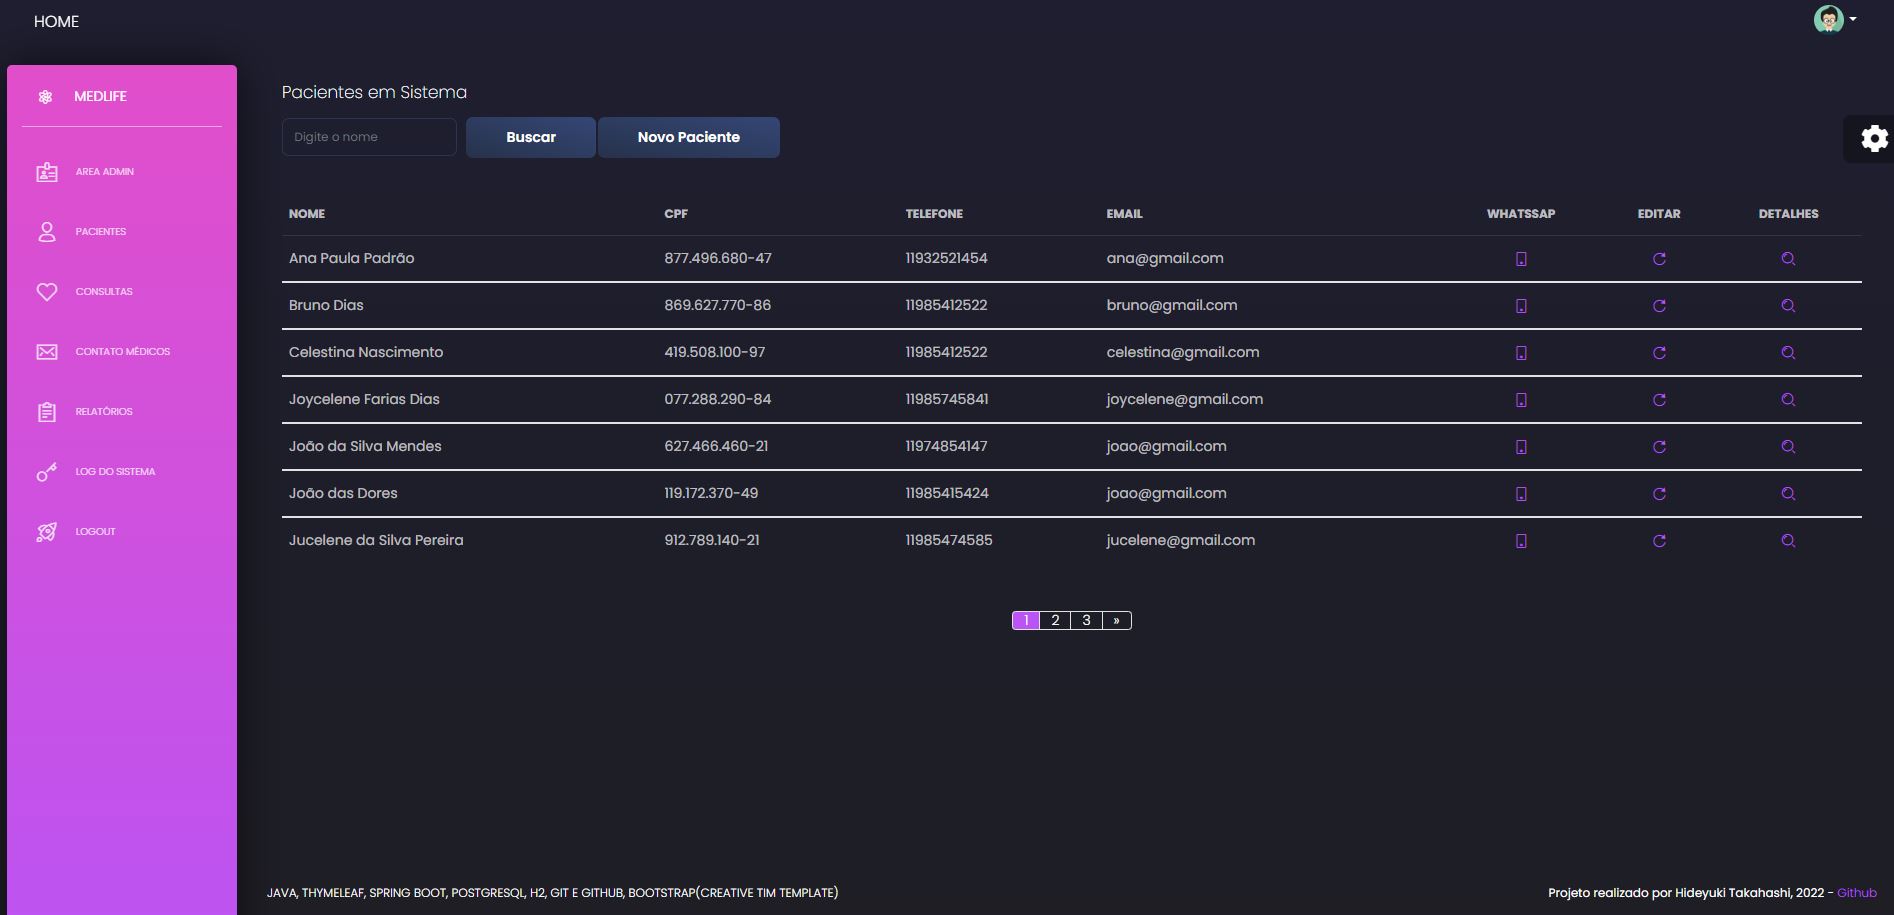 HOME
MEDLIFE
AREA ADMIN
PACIENTES
CONSULTAS
CONTATO MÉDICOS
RELATÓRIOS
LOG DO SISTEMA
LOGOUT
Pacientes em Sistema
Digite o nome Buscar Novo Paciente
NOME CPF TELEFONE EMAIL WHATSSAP EDITAR DETALHES
Ana Paula Padrão 877.496.680-47 11932521454 ana@gmail.com
Bruno Dias 869.627.770-86 11985412522 bruno@gmail.com
Celestina Nascimento 419.508.100-97 11985412522 celestina@gmail.com
Joycelene Farias Dias 077.288.290-84 11985745841 joycelene@gmail.com
João da Silva Mendes 627.466.460-21 11974854147 joao@gmail.com
João das Dores 119.172.370-49 11985415424 joao@gmail.com
Jucelene da Silva Pereira 912.789.140-21 11985474585 jucelene@gmail.com
1 2 3 »
JAVA, THYMELEAF, SPRING BOOT, POSTGRESQL, H2, GIT E GITHUB, BOOTSTRAP(CREATIVE TIM TEMPLATE)
Projeto realizado por Hideyuki Takahashi, 2022 - Github